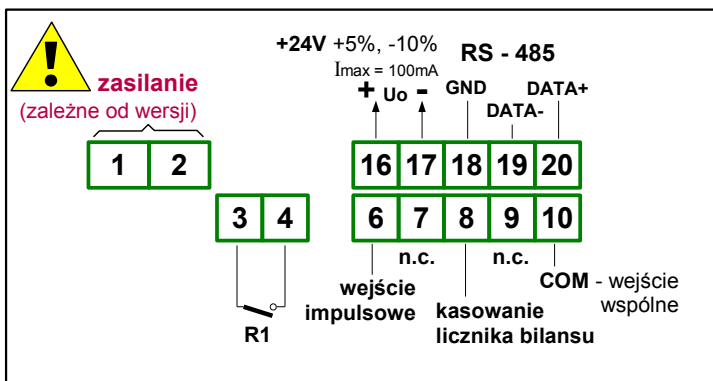 +24V +5%, -10%
Imax = 100mA
RS - 485
zasilanie
(zależne od wersji)
+ Uo -
GND
DATA-
DATA+
!
1 2
16 17 18 19 20
3 4
6 7 8 9 10
n.c.
n.c.
R1
wejście
impulsowe
kasowanie
licznika bilansu
COM - wejście
wspólne